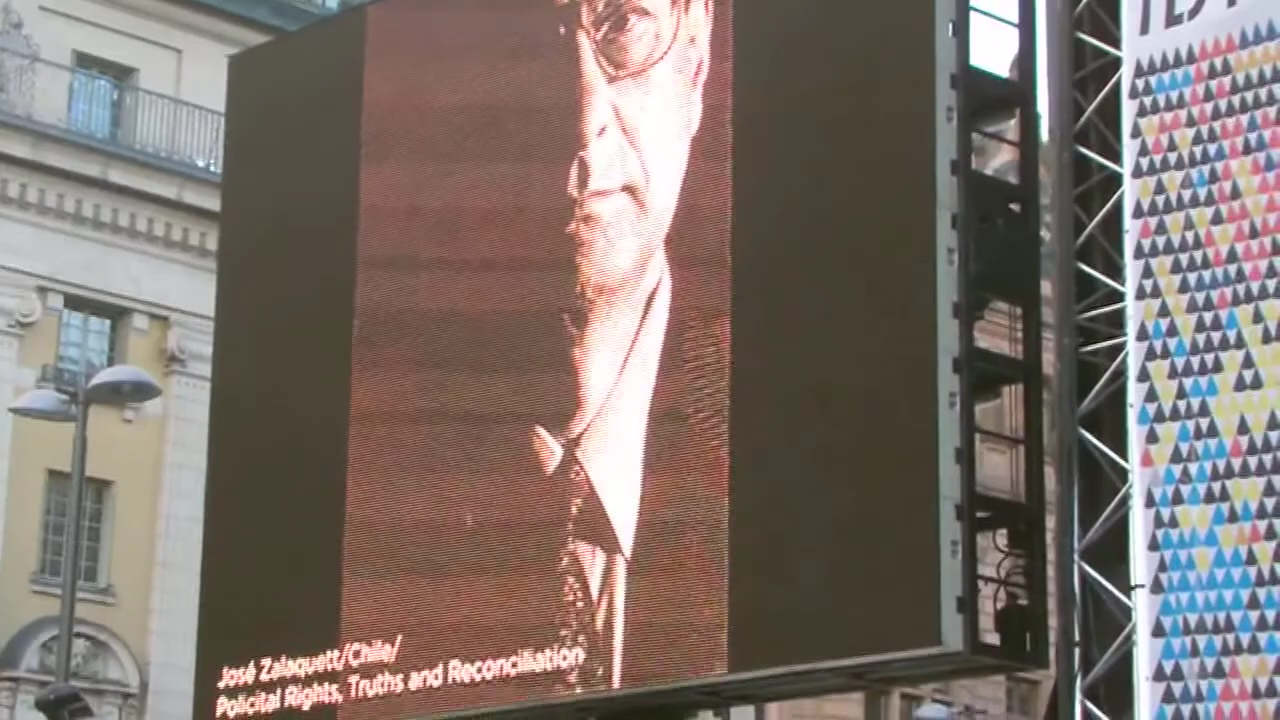 José Zalaquett/Chile/
Policital Rights, Truths and Reconciliation